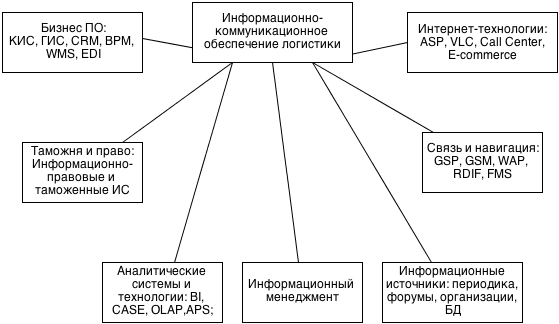 Бизнес ПО:
КИС, ГИС, CRM, BPM,
WMS, EDI
Информационно-
коммуникационное
обеспечение логистики
Интернет-технологии:
ASP, VLC, Call Center,
E-commerce
Таможня и право:
Информационно-
правовые и
таможенные ИС
Связь и навигация:
GSP, GSM, WAP,
RDIF, FMS
Аналитические
системы и
технологии: BI,
CASE, OLAP,APS;
Информационный
менеджмент
Информационные
источники: периодика,
форумы, организации,
БД